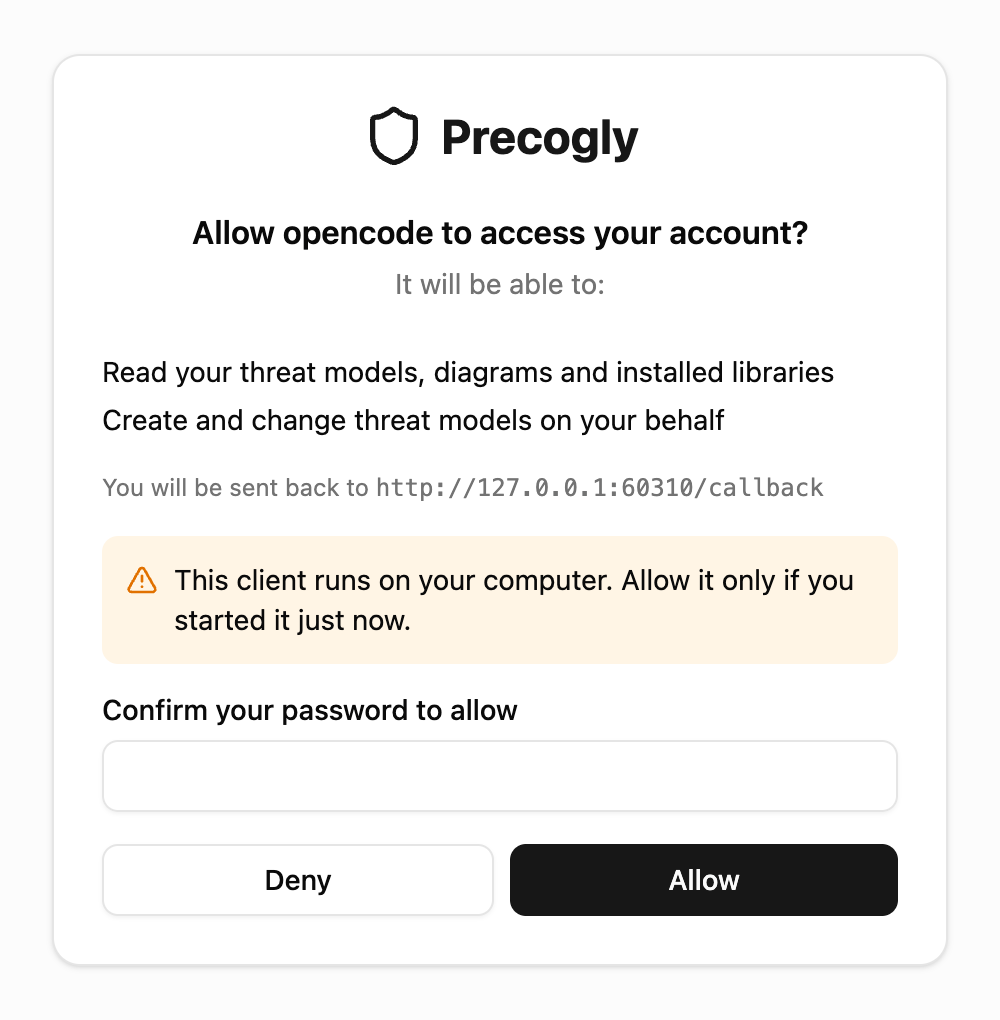 Precogly
Allow opencode to access your account?
It will be able to:
Read your threat models, diagrams and installed libraries
Create and change threat models on your behalf
You will be sent back to http://127.0.0.1:60310/callback
This client runs on your computer. Allow it only if you
started it just now.
Confirm your password to allow
Deny
Allow